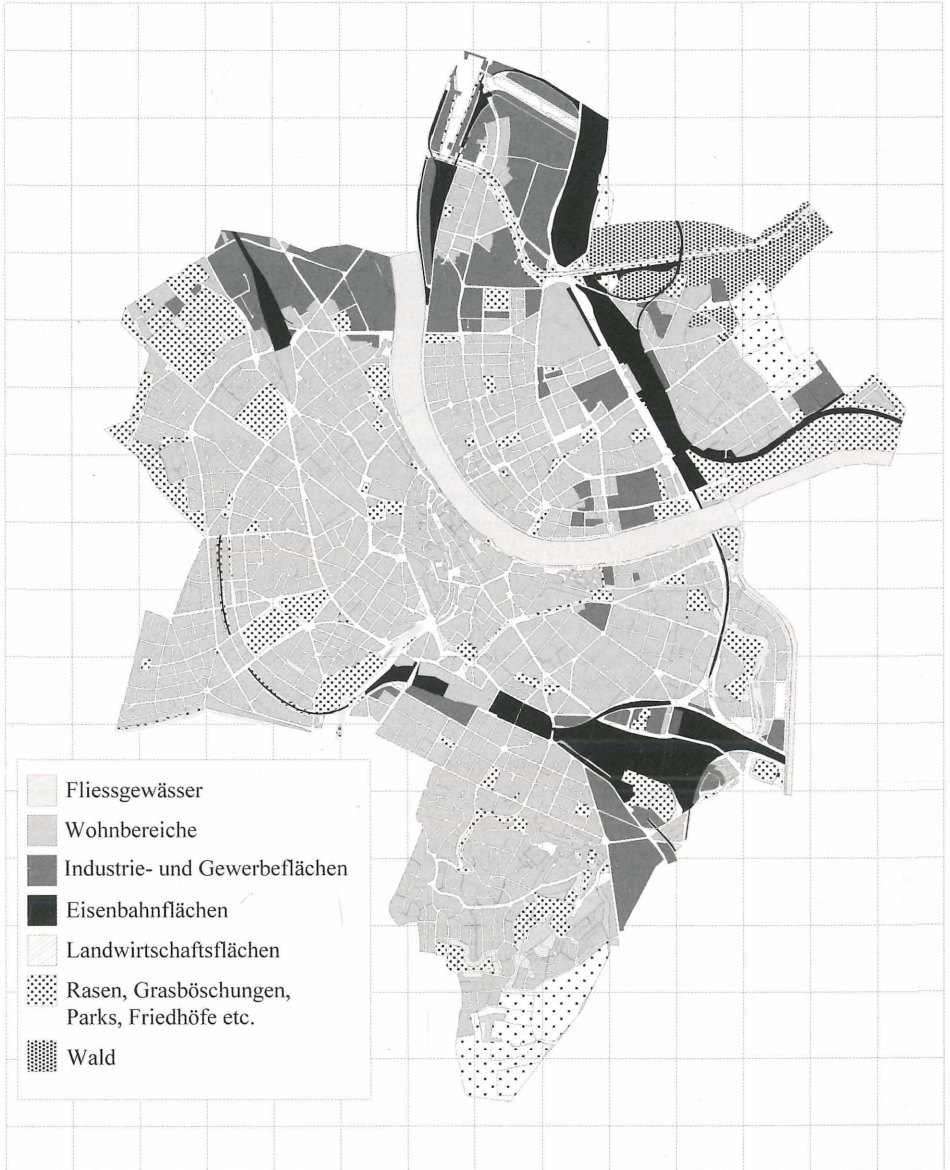 Fliessgewässer
Wohnbereiche
Industrie- und Gewerbeflächen
Eisenbahnflächen
Landwirtschaftsflächen
Rasen, Grasböschungen,
Parks, Friedhöfe etc.
Wald